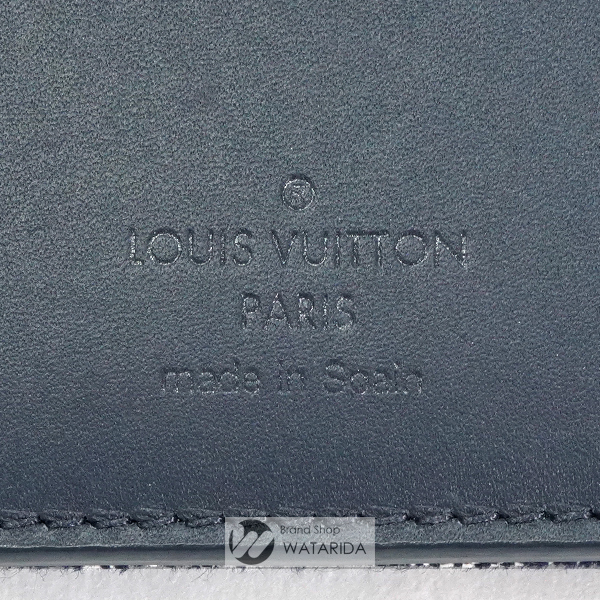 ®
LOUIS VUITTON
PARIS
made in Spain
Brand Shop
WATARIDA